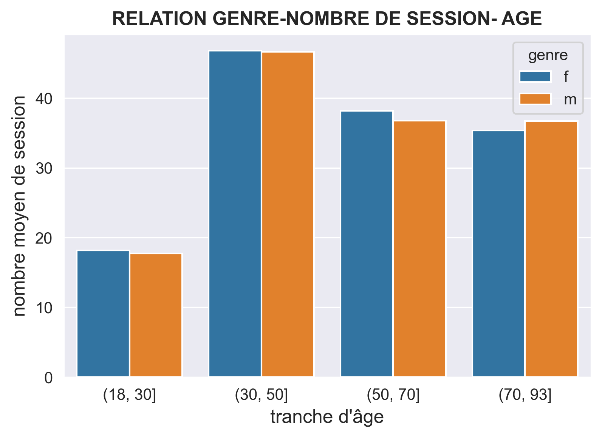 RELATION GENRE-NOMBRE DE SESSION- AGE
genre
f
m
nombre moyen de session
40
30
20
10
0
(18, 30]
(30, 50]
(50, 70]
(70, 93]
tranche d'âge